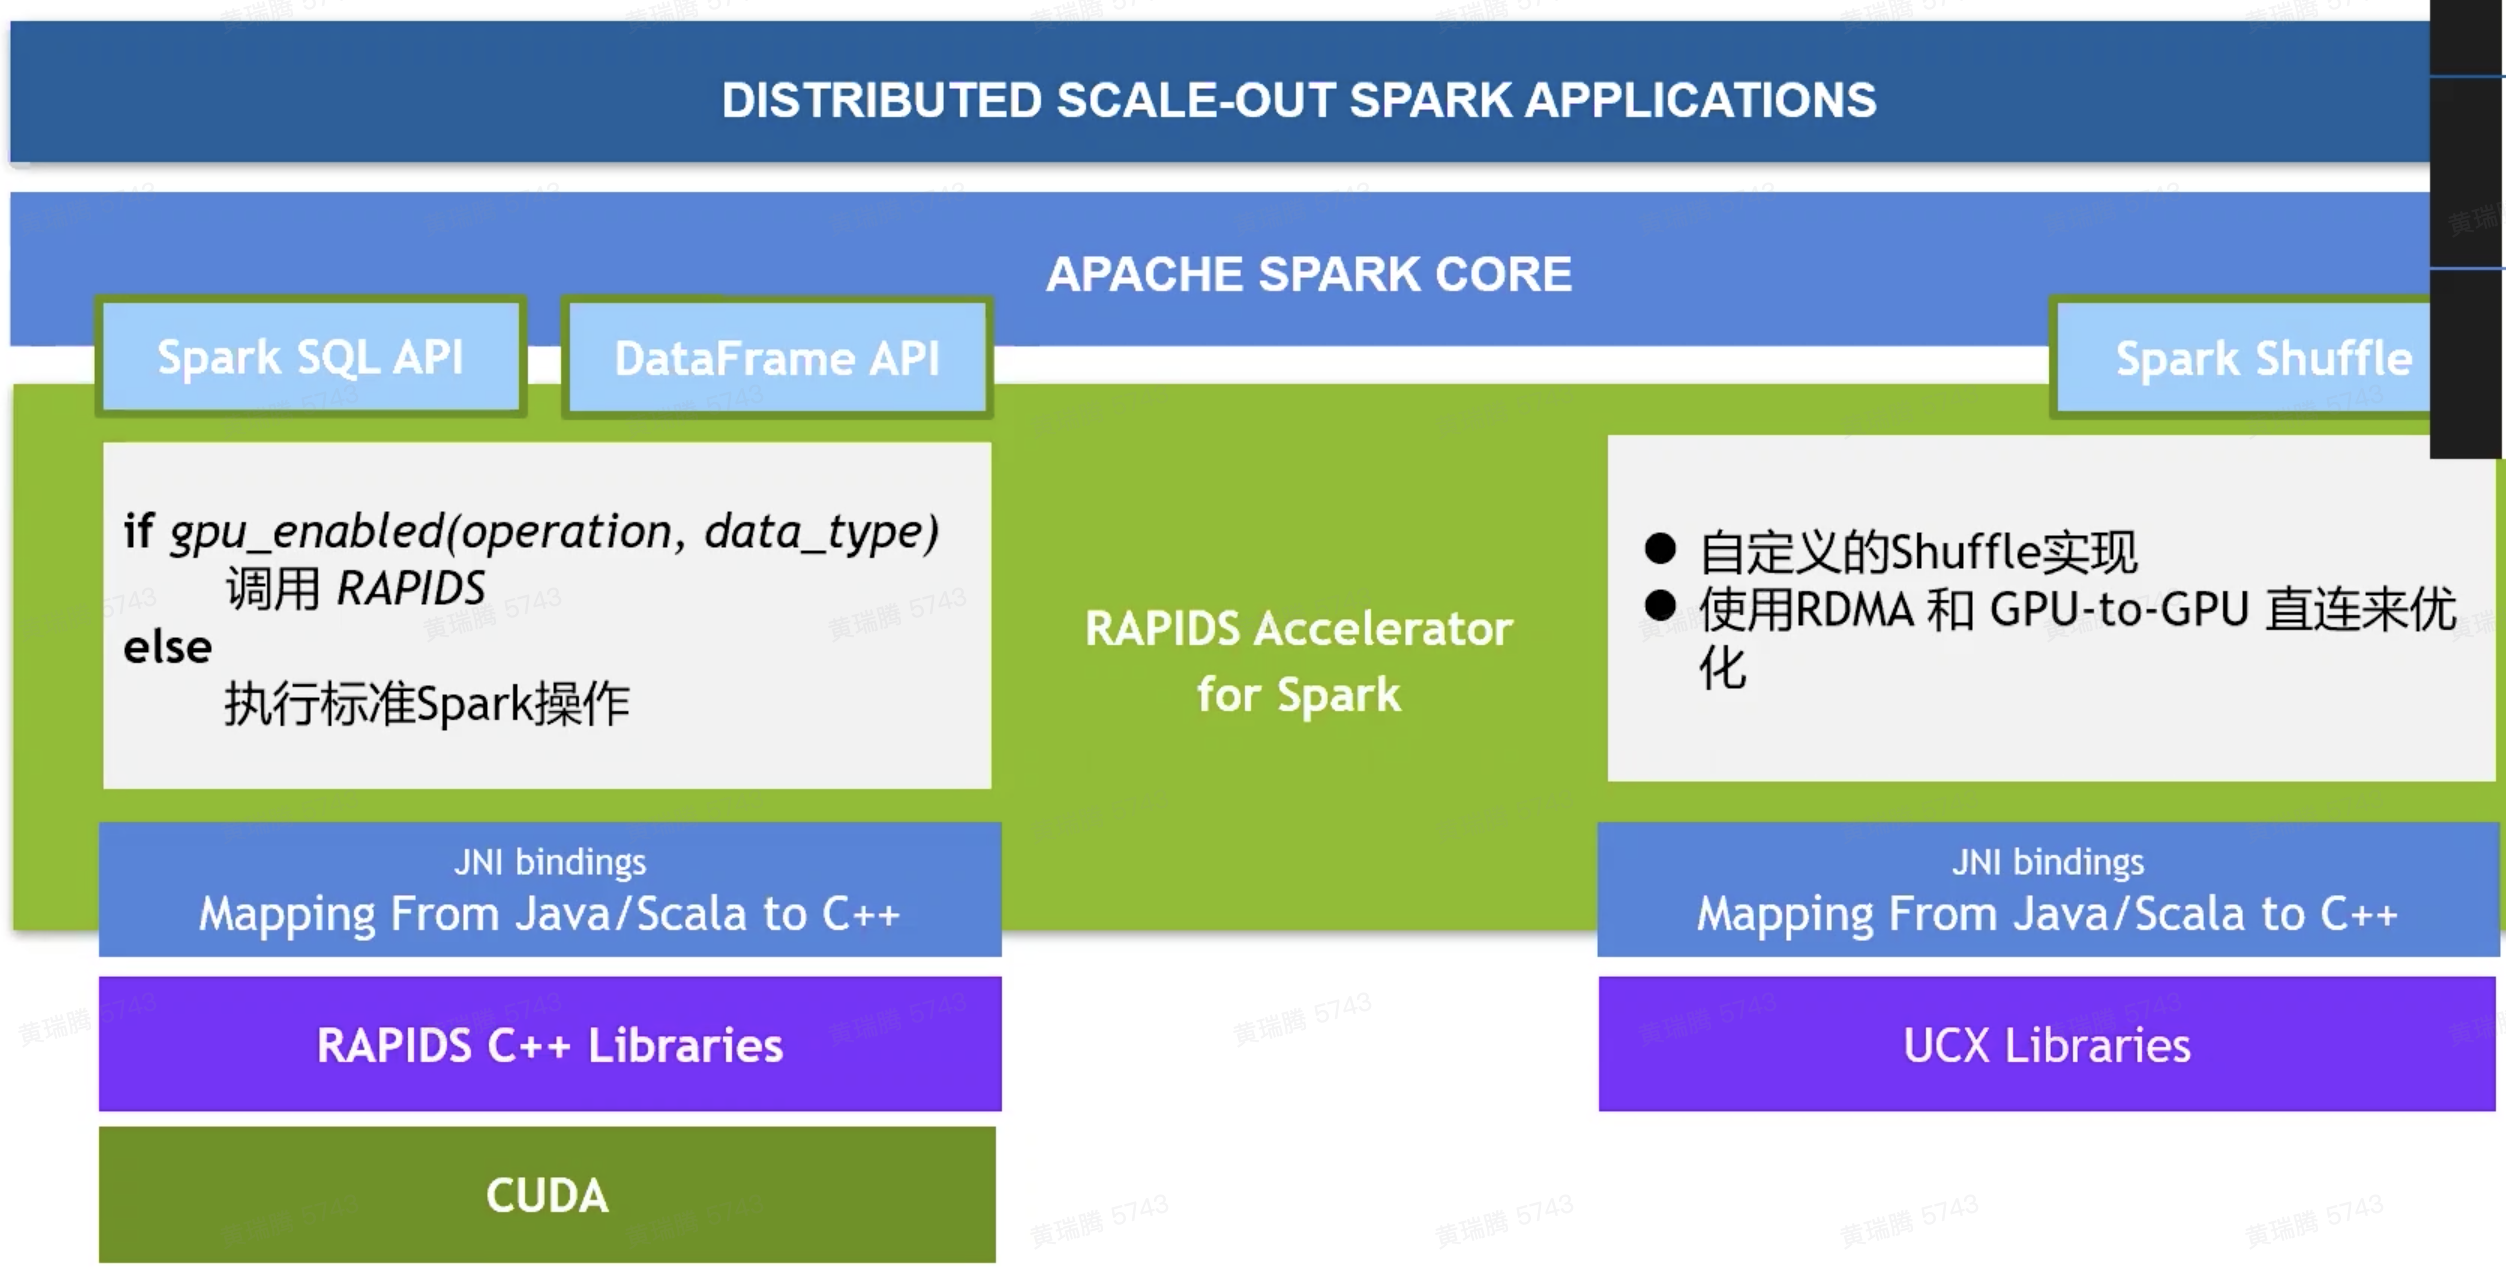 DISTRIBUTED SCALE-OUT SPARK APPLICATIONS
APACHE SPARK CORE
Spark SQL API
DataFrame API
Spark Shuffle
if gpu_enabled(operation, data_type)
调用 RAPIDS
else
执行标准Spark操作
RAPIDS Accelerator
for Spark
● 自定义的Shuffle实现
● 使用RDMA 和 GPU-to-GPU 直连来优
化
JNI bindings
Mapping From Java/Scala to C++
JNI bindings
Mapping From Java/Scala to C++
RAPIDS C++ Libraries
UCX Libraries
CUDA
黄瑞腾 5743